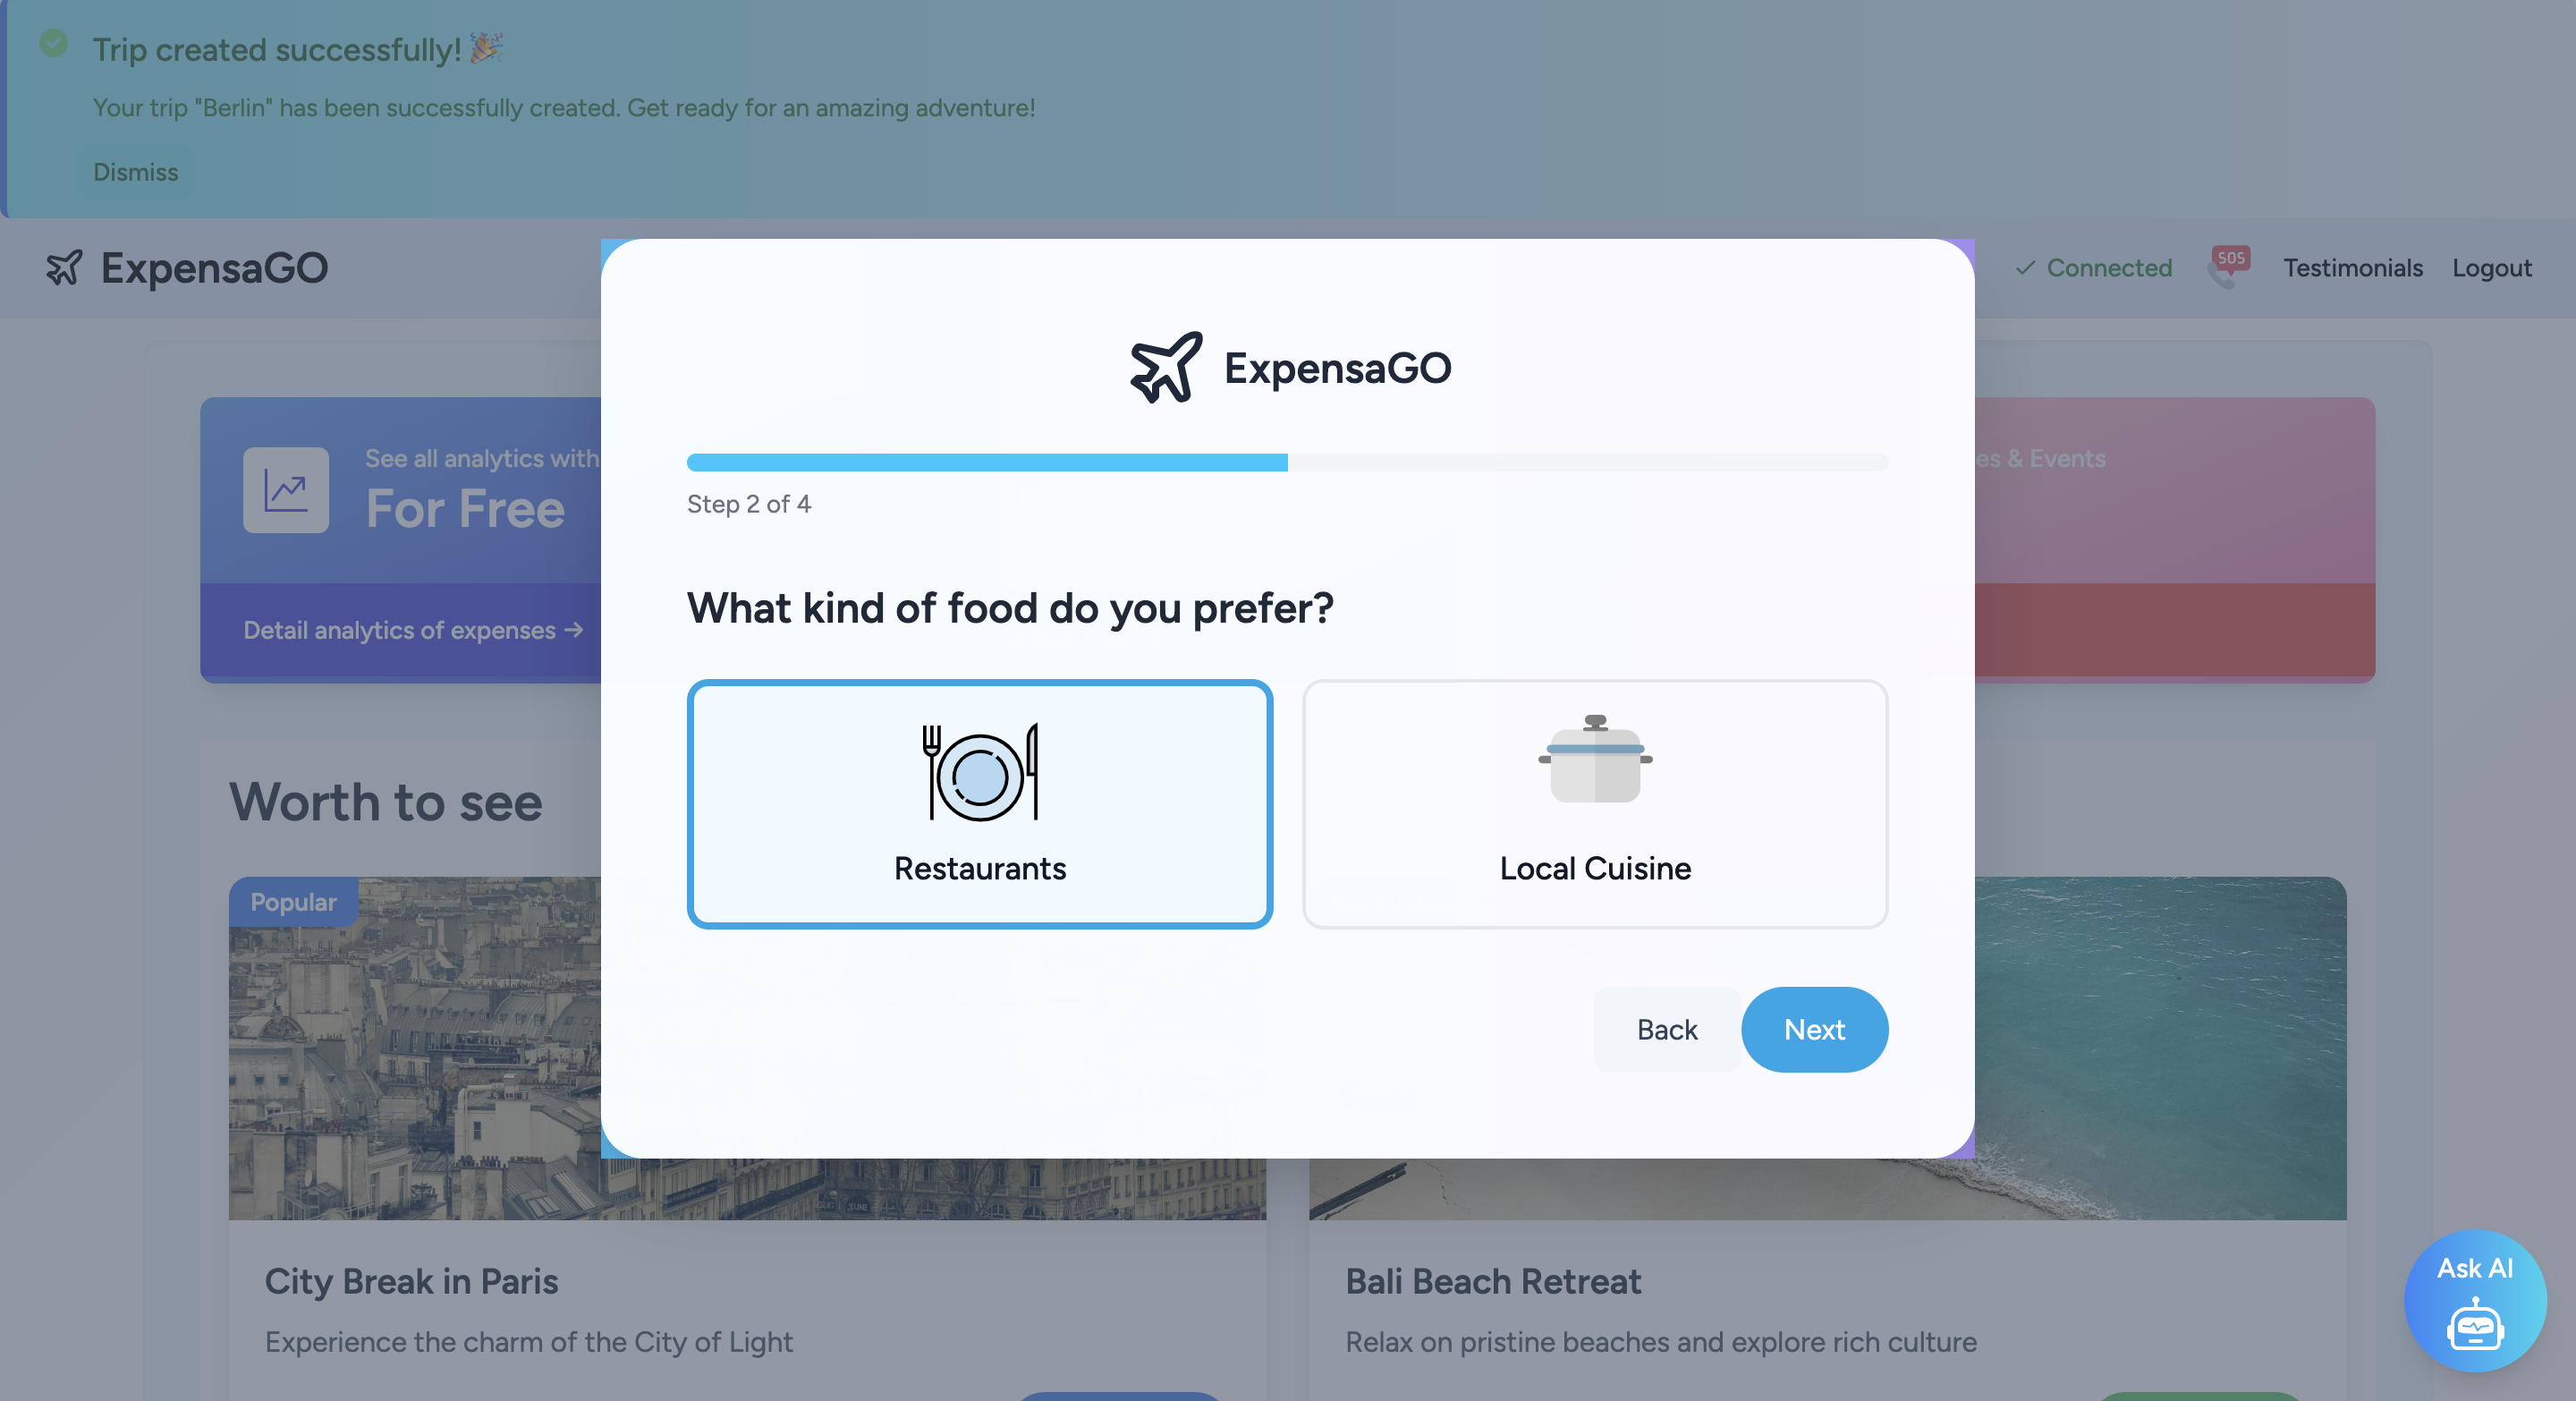 Trip created successfully! 🎉
Your trip "Berlin" has been successfully created. Get ready for an amazing adventure!
Dismiss
ExpensaGO
Connected
SOS
Testimonials
Logout
ExpensaGO
Step 2 of 4
What kind of food do you prefer?
Restaurants
Local Cuisine
Back
Next
See all analytics with
For Free
Detail analytics of expenses →
es & Events
Worth to see
Popular
City Break in Paris
Experience the charm of the City of Light
Bali Beach Retreat
Relax on pristine beaches and explore rich culture
Ask AI